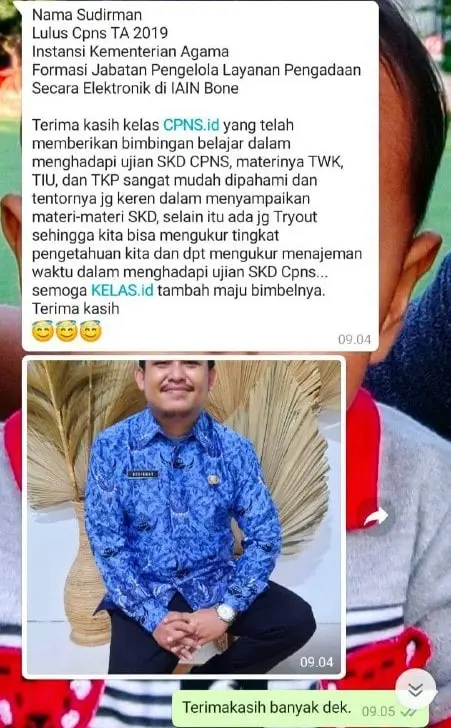 Nama Sudirman
Lulus Cpns TA 2019
Instansi Kementerian Agama
Formasi Jabatan Pengelola Layanan Pengadaan
Secara Elektronik di IAIN Bone
Terima kasih kelas CPNS.id yang telah
memberikan bimbingan belajar dalam
menghadapi ujian SKD CPNS, materinya TWK,
TIU, dan TKP sangat mudah dipahami dan
tentornya jg keren dalam menyampaikan
materi-materi SKD, selain itu ada jg Tryout
sehingga kita bisa mengukur tingkat
pengetahuan kita dan dpt mengukur menajeman
waktu dalam menghadapi ujian SKD Cpns...
semoga KELAS.id tambah maju bimbelnya.
Terima kasih
😇😇😇
09.04
SUDIRMAN
09.04
Terimakasih banyak dek. 09.05